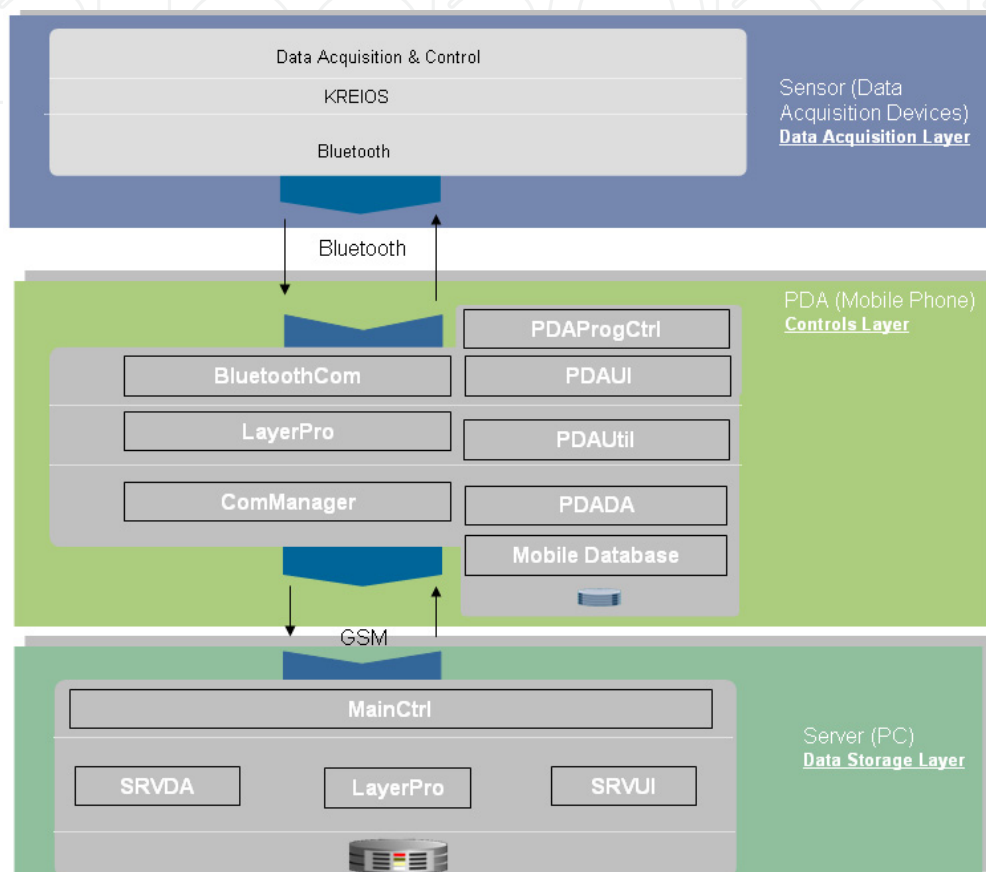 Data Acquisition & Control
KREIOS
Bluetooth
Sensor (Data
Acquisition Devices)
Data Acquisition Layer
Bluetooth
PDA (Mobile Phone)
Controls Layer
PDAProgCtrl
BluetoothCom
PDAUI
LayerPro
PDAUtil
ComManager
PDADA
Mobile Database
GSM
MainCtrl
SRVDA
LayerPro
SRVUI
Server (PC)
Data Storage Layer